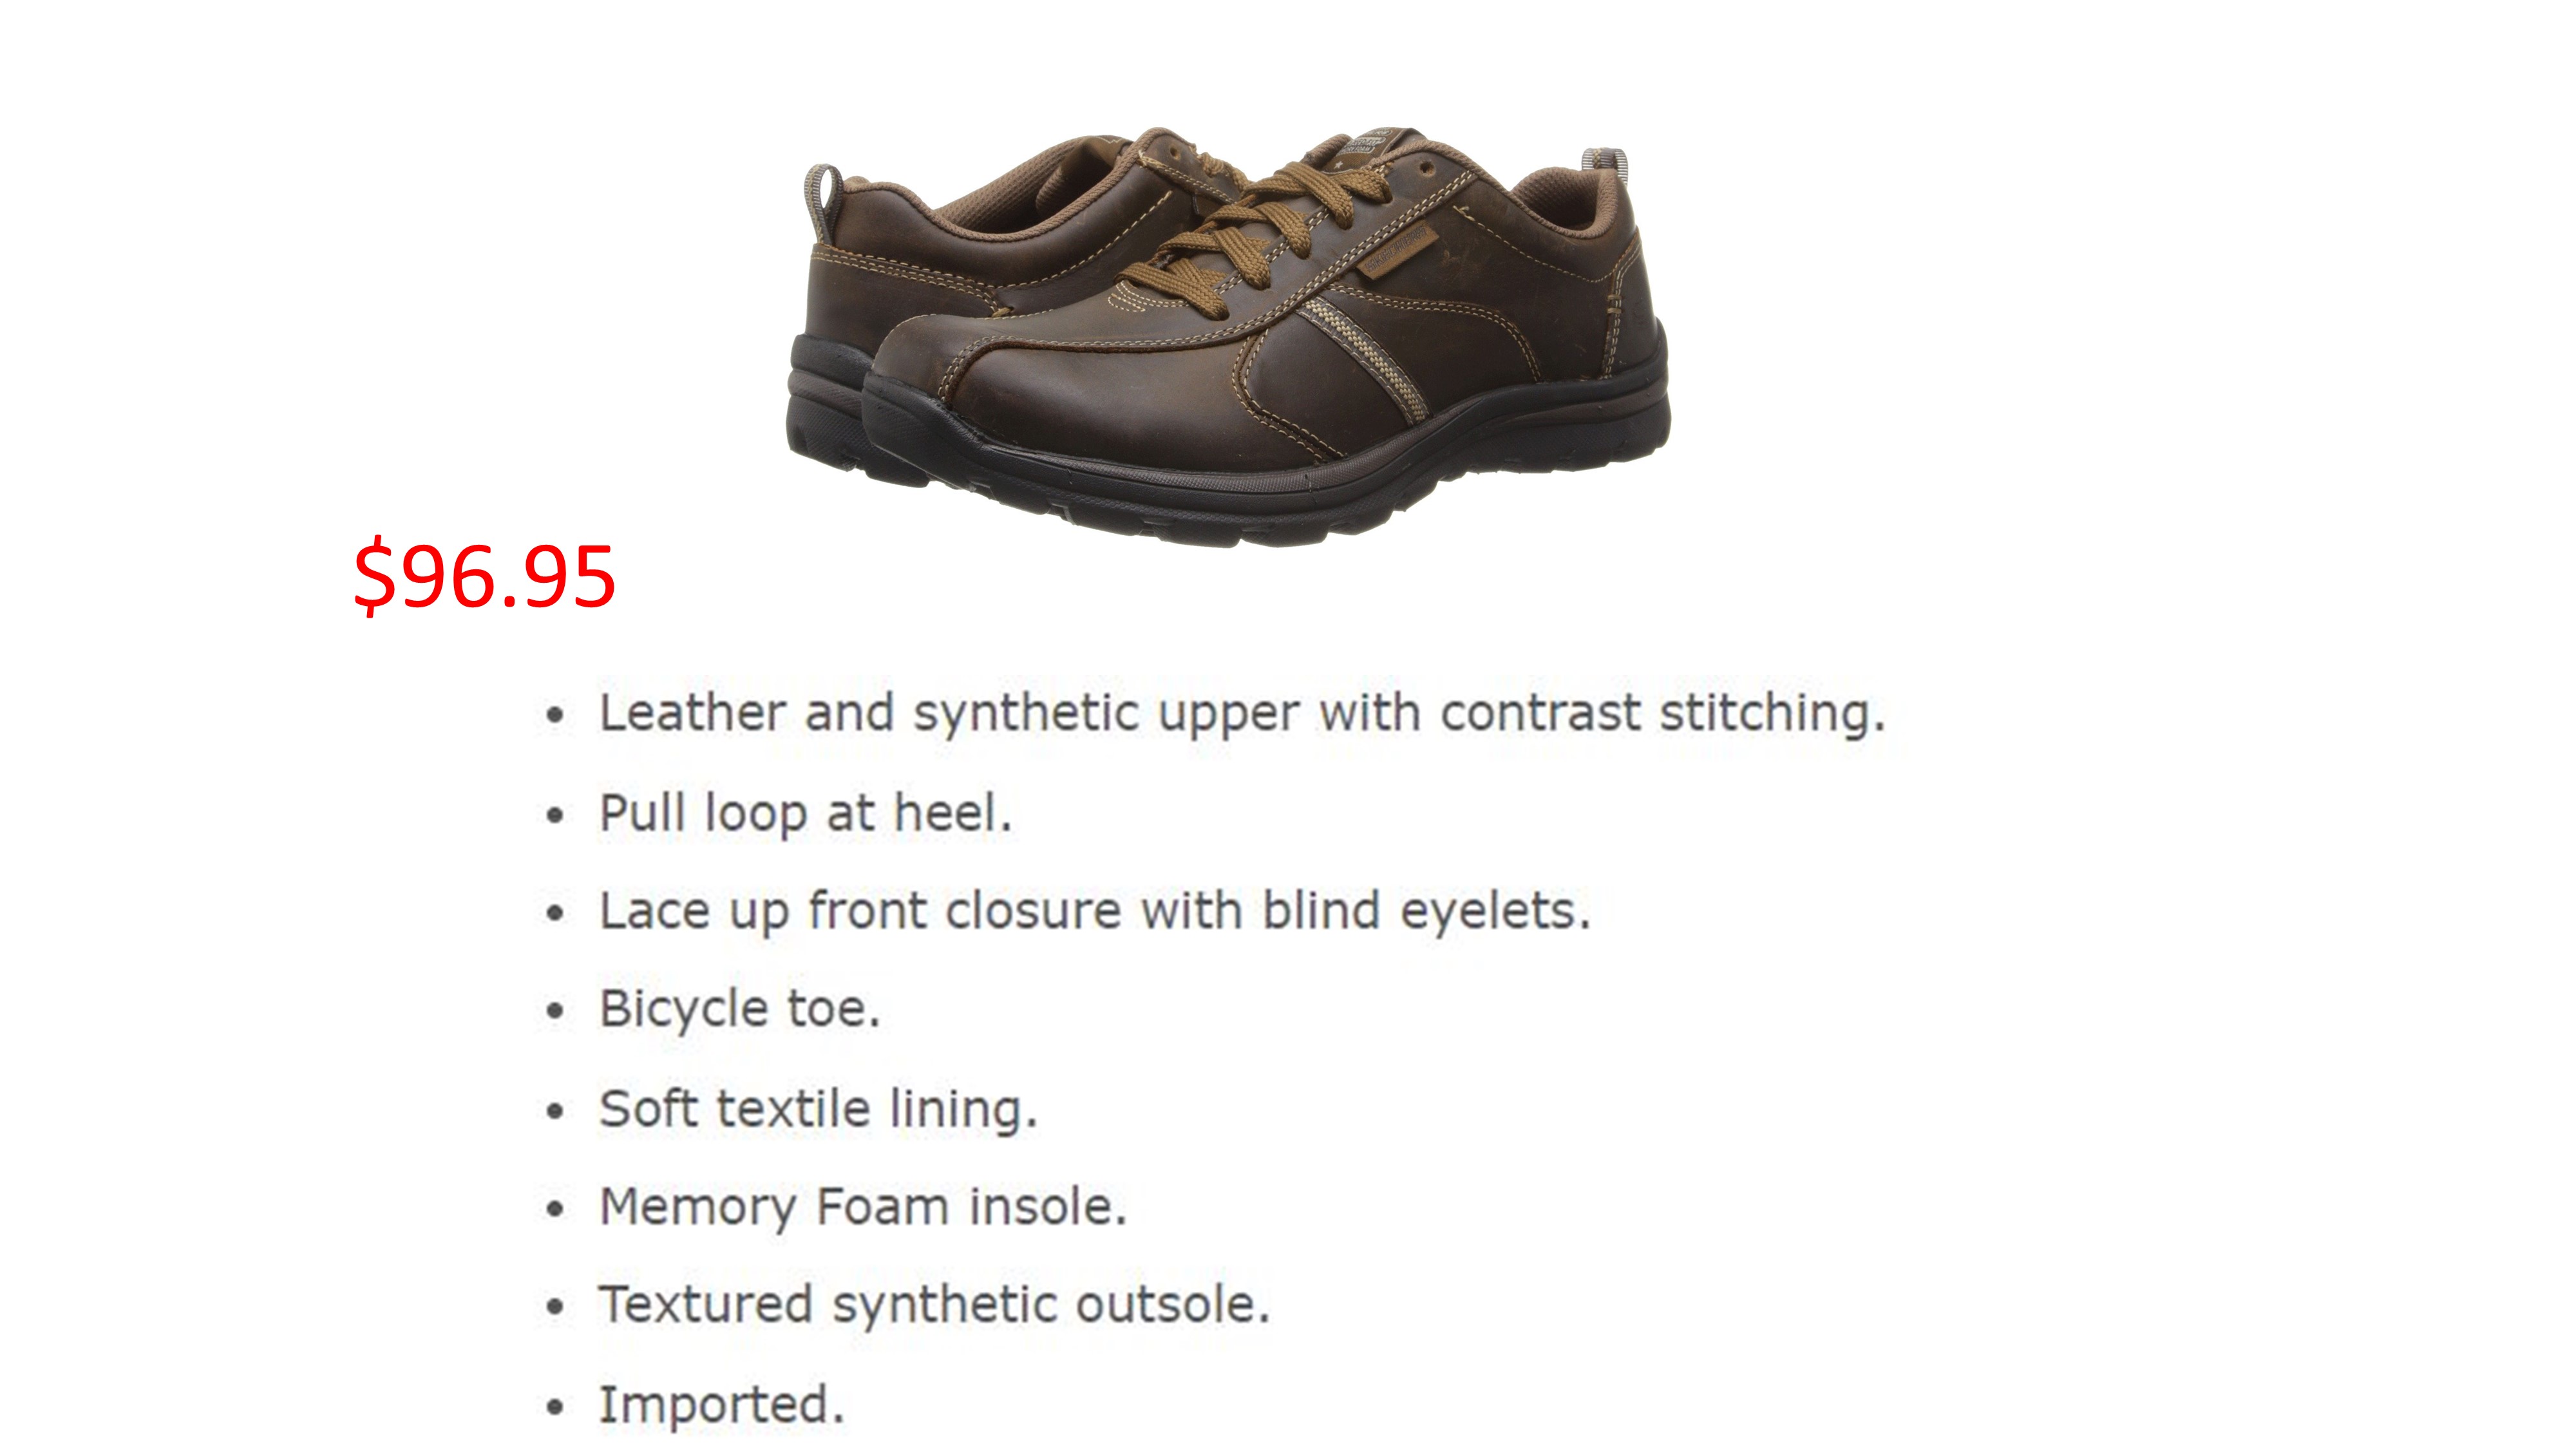 $96.95
• Leather and synthetic upper with contrast stitching.
• Pull loop at heel.
• Lace up front closure with blind eyelets.
• Bicycle toe.
• Soft textile lining.
• Memory Foam insole.
• Textured synthetic outsole.
• Imported.